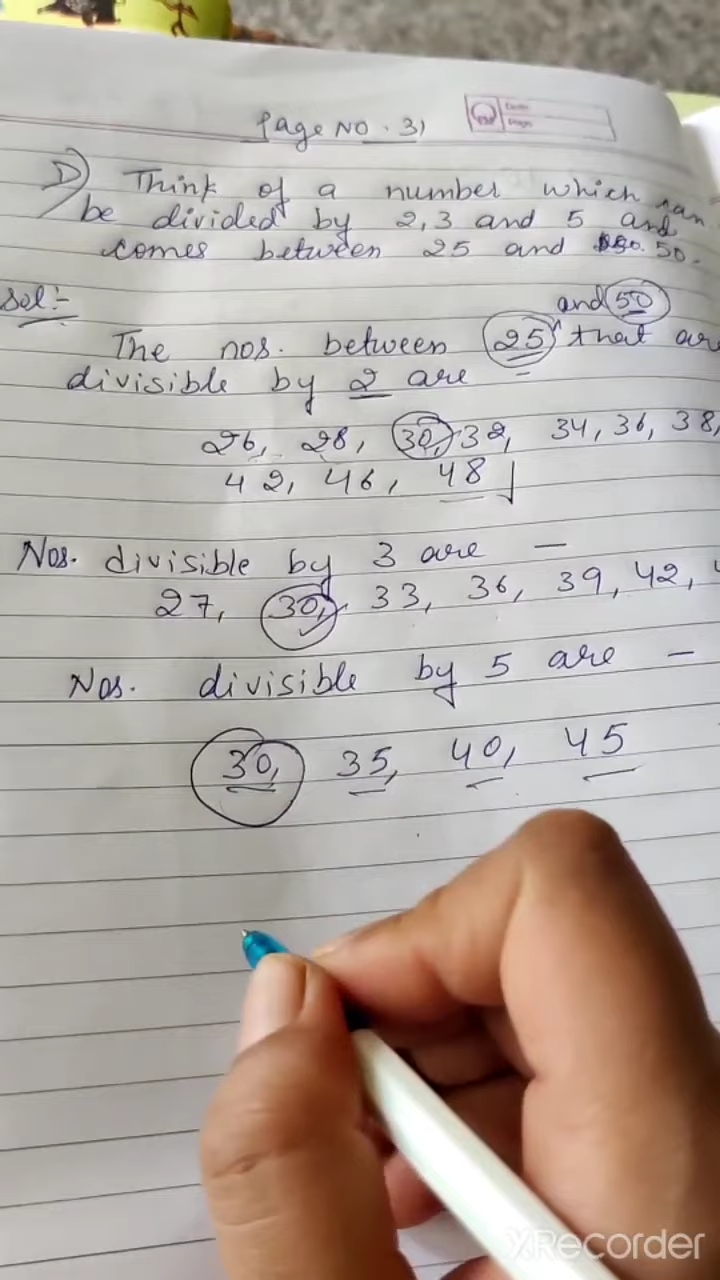 Page No. 31
Date
Page
1) Think of a number which can
be divided by 2, 3 and 5 and
comes between 25 and 50.
Sol:-
and 50
The nos. between 25 ^ that are
divisible by 2 are -
26, 28, 30, 32, 34, 36, 38,
42, 46, 48
Nos. divisible by 3 are -
27, 30, 33, 36, 39, 42,
Nos. divisible by 5 are -
30, 35, 40, 45
XRecorder